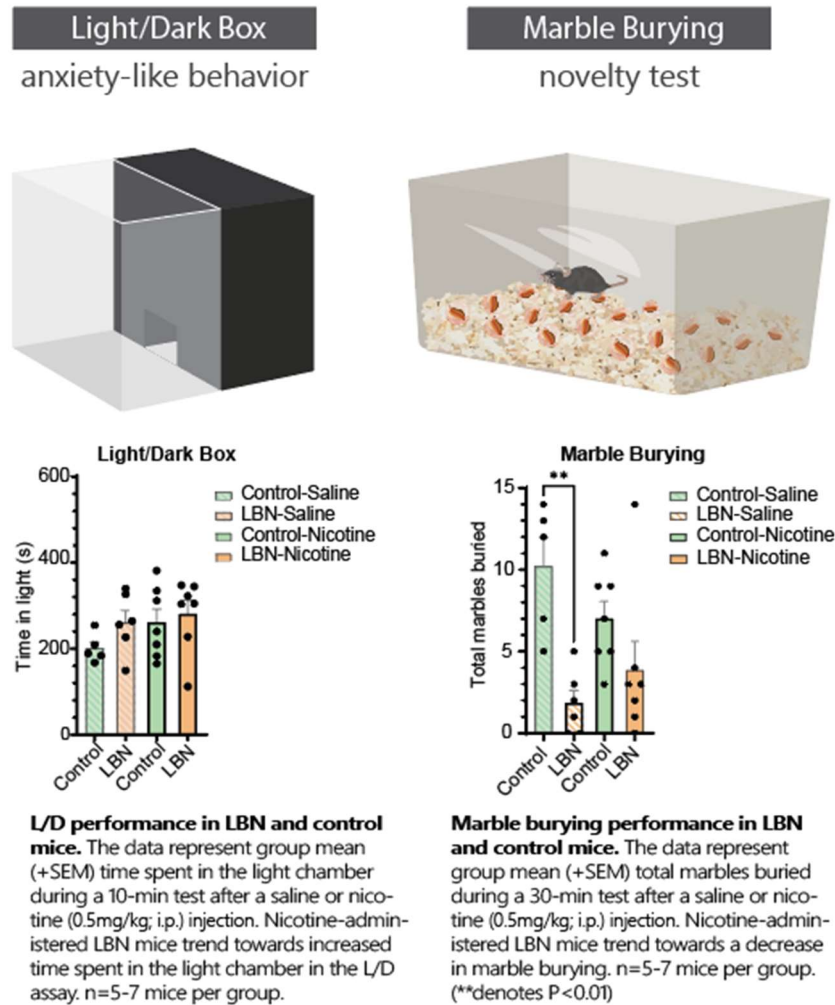 Light/Dark Box
anxiety-like behavior
Marble Burying
novelty test
Light/Dark Box
600
400
200
0
Time in light (s)
Control-Saline
LBN-Saline
Control-Nicotine
LBN-Nicotine
Control
LBN
Control
LBN
Marble Burying
**
15
10
5
0
Total marbles buried
Control-Saline
LBN-Saline
Control-Nicotine
LBN-Nicotine
Control
LBN
Control
LBN
L/D performance in LBN and control
mice. The data represent group mean
(+SEM) time spent in the light chamber
during a 10-min test after a saline or nico-
tine (0.5mg/kg; i.p.) injection. Nicotine-admin-
istered LBN mice trend towards increased
time spent in the light chamber in the L/D
assay. n=5-7 mice per group.
Marble burying performance in LBN
and control mice. The data represent
group mean (+SEM) total marbles buried
during a 30-min test after a saline or nico-
tine (0.5mg/kg; i.p.) injection. Nicotine-admin-
istered LBN mice trend towards a decrease
in marble burying. n=5-7 mice per group.
(**denotes P<0.01)